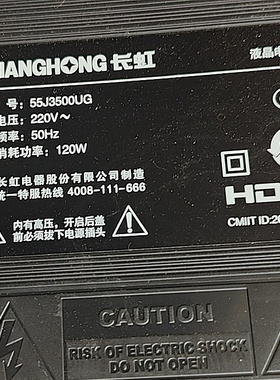 HANGHONG 长虹
液晶电
号：55J3500UG
电压：220V～
频率：50Hz
消耗功率：120W
长虹电器股份有限公司制造
统一特服热线 4008-111-666
CMIIT ID:20
内有高压，开启后盖
前必须拔下电源插头
CAUTION
RISK OF ELECTRIC SHOCK
DO NOT OPEN